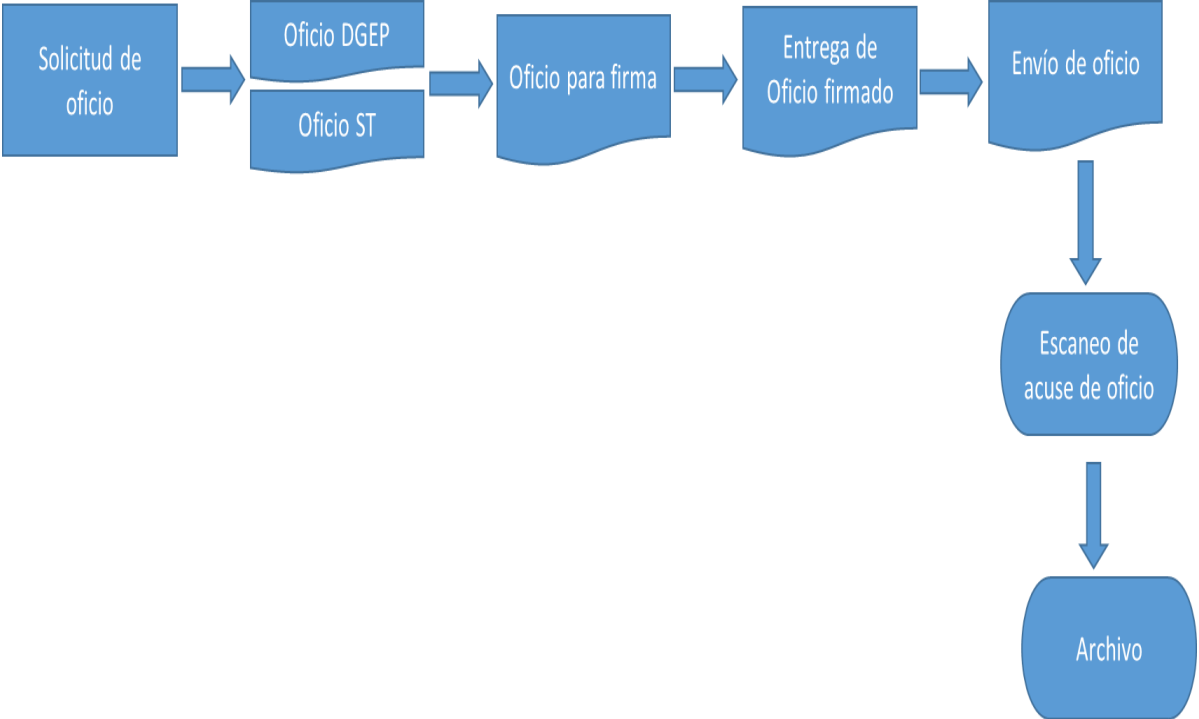 Solicitud de
oficio
Oficio DGEP
Oficio ST
Oficio para firma
Entrega de
Oficio firmado
Envío de oficio
Escaneo de
acuse de oficio
Archivo